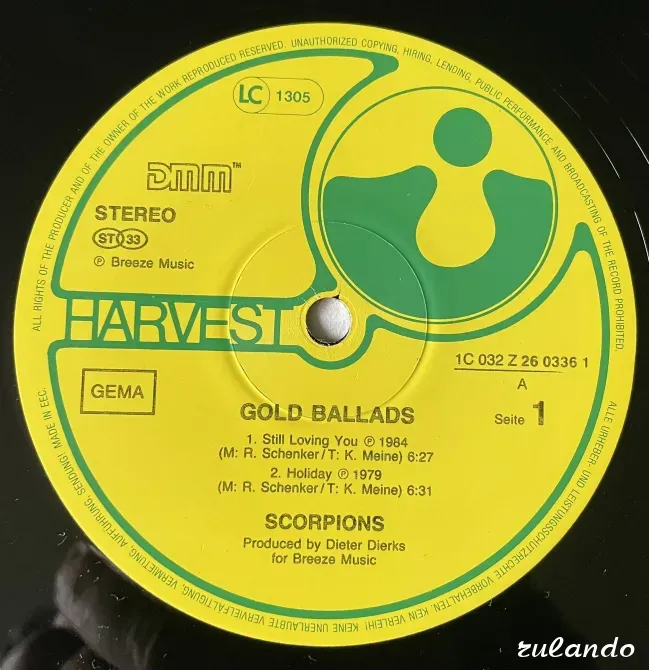 ALL RIGHTS OF THE PRODUCER AND OF THE OWNER OF THE WORK REPRODUCED RESERVED. UNAUTHORIZED COPYING, HIRING, LENDING, PUBLIC PERFORMANCE AND BROADCASTING OF THE RECORD PROHIBITED.
LC 1305
DMM™
STEREO
ST 33
℗ Breeze Music
HARVEST
GEMA
1C 032 Z 26 0336 1
A
Seite 1
GOLD BALLADS
1. Still Loving You ℗ 1984
(M: R. Schenker/T: K. Meine) 6:27
2. Holiday ℗ 1979
(M: R. Schenker/T: K. Meine) 6:31
SCORPIONS
Produced by Dieter Dierks
for Breeze Music
MADE IN EEC.
ALLE URHEBER- UND LEISTUNGSSCHUTZRECHTE VORBEHALTEN. KEIN VERLEIH! KEINE UNERLAUBTE VERVIELFÄLTIGUNG, VERMIETUNG, AUFFÜHRUNG, SENDUNG!
rulando